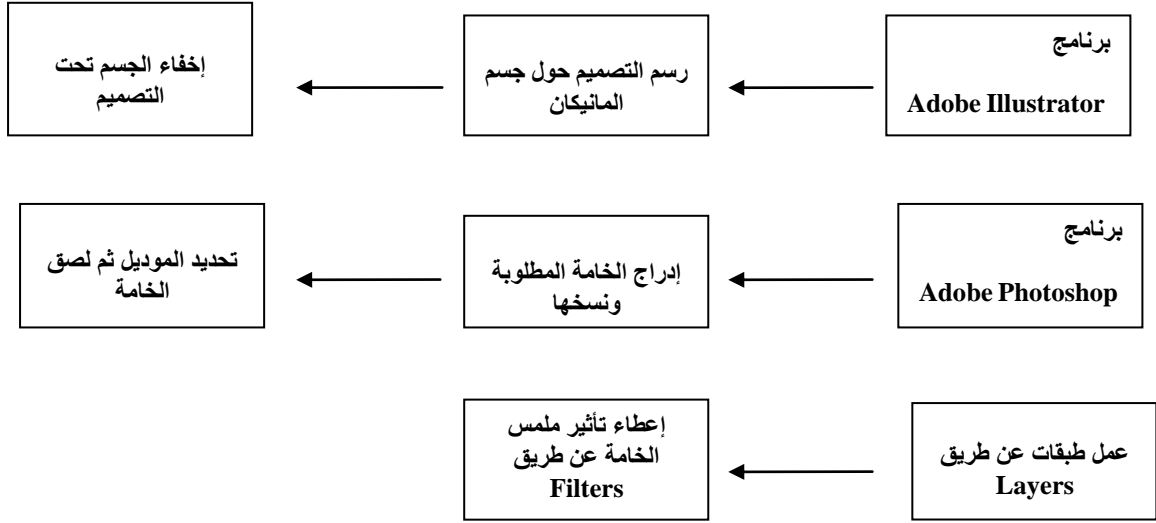 برنامج
Adobe Illustrator
رسم التصميم حول جسم
المانيكان
إخفاء الجسم تحت
التصميم
برنامج
Adobe Photoshop
إدراج الخامة المطلوبة
ونسخها
تحديد الموديل ثم لصق
الخامة
عمل طبقات عن طريق
Layers
إعطاء تأثير ملمس
الخامة عن طريق
Filters